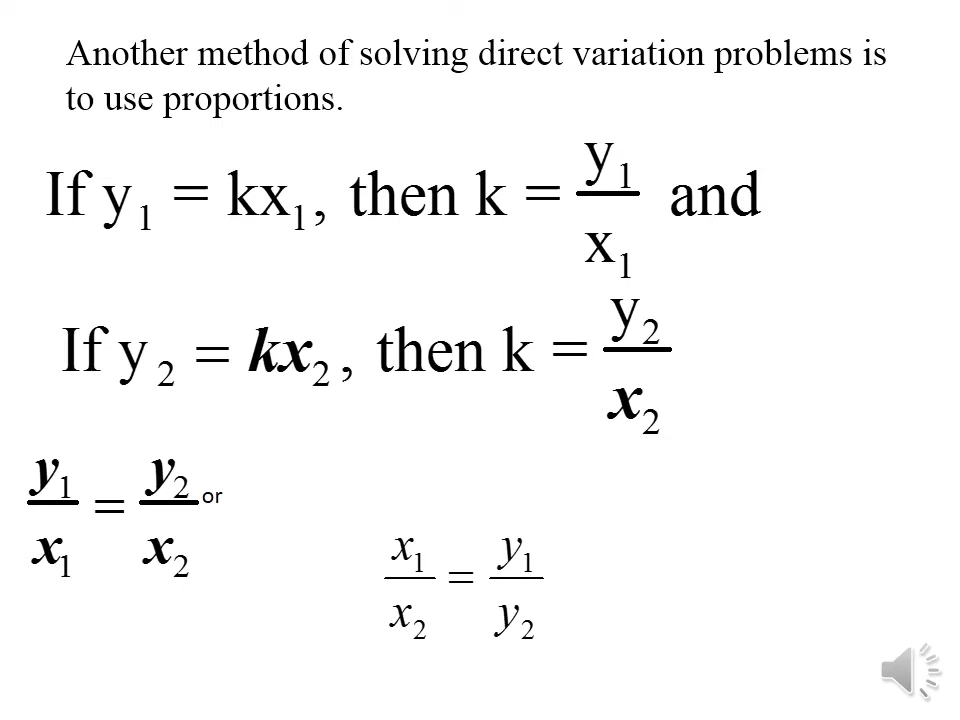 Another method of solving direct variation problems is
to use proportions.
If y₁ = kx₁, then k = y₁/x₁ and
If y₂ = kx₂, then k = y₂/x₂
y₁/x₁ = y₂/x₂ or
x₁/x₂ = y₁/y₂